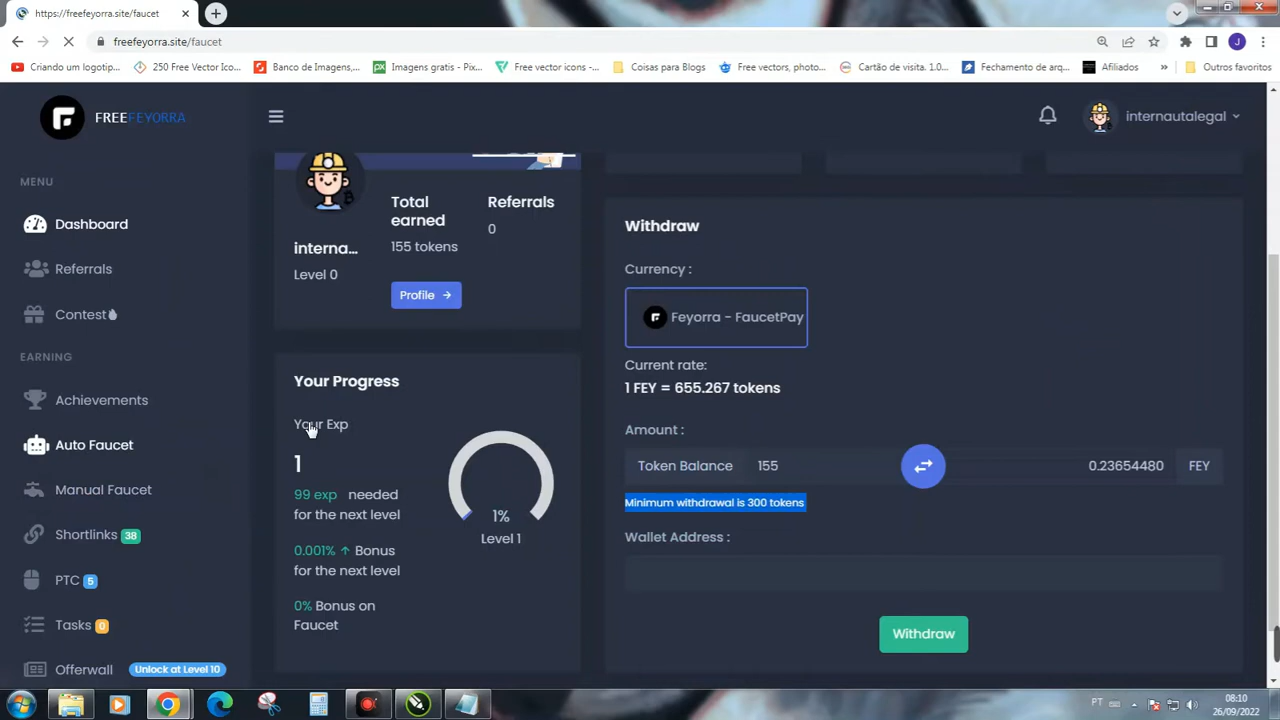 https://freefeyorra.site/faucet
freefeyorra.site/faucet
J
Criando um logotip...
250 Free Vector Ico...
Banco de Imagens,...
Imagens gratis - Pix...
Free vector icons -...
Coisas para Blogs
Free vectors, photo...
Cartão de visita. 1.0...
Fechamento de arq...
Afiliados
»
Outros favoritos
FREEFEYORRA
internautalegal
MENU
Dashboard
Referrals
Contest
EARNING
Achievements
Auto Faucet
Manual Faucet
Shortlinks 38
PTC 5
Tasks 0
Offerwall Unlock at Level 10
interna...
Level 0
Total
earned
155 tokens
Referrals
0
Profile →
Your Progress
Your Exp
1
99 exp needed
for the next level
0.001% ↑ Bonus
for the next level
0% Bonus on
Faucet
1%
Level 1
Withdraw
Currency :
Feyorra - FaucetPay
Current rate:
1 FEY = 655.267 tokens
Amount :
Token Balance 155 0.23654480 FEY
Minimum withdrawal is 300 tokens
Wallet Address :
Withdraw
PT
08:10
26/09/2022